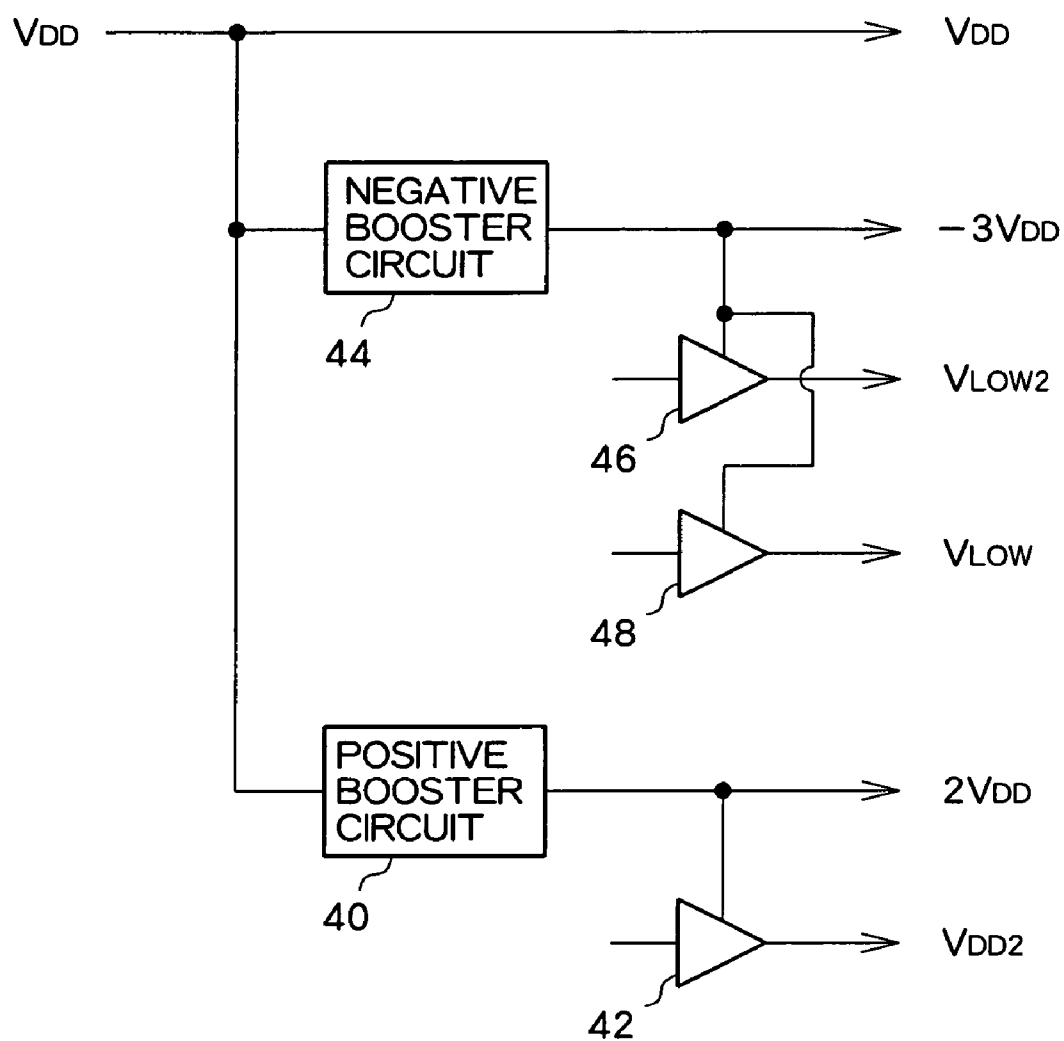 VDD
VDD
NEGATIVE
BOOSTER
CIRCUIT
-3VDD
44
VLOW2
46
VLOW
48
POSITIVE
BOOSTER
CIRCUIT
2VDD
40
VDD2
42